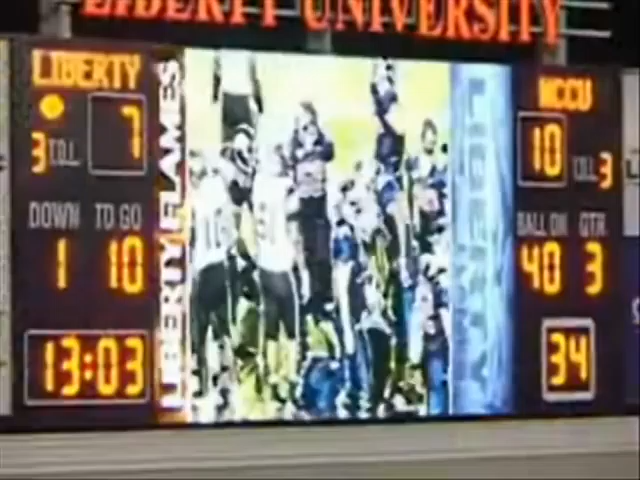 LIBERTY UNIVERSITY
LIBERTY
NCCU
7
10
3 T.O.L.
T.O.L. 3
DOWN TO GO
BALL ON QTR
1 10
40 3
13:03
34
LIBERTY FLAMES
LIBERTY